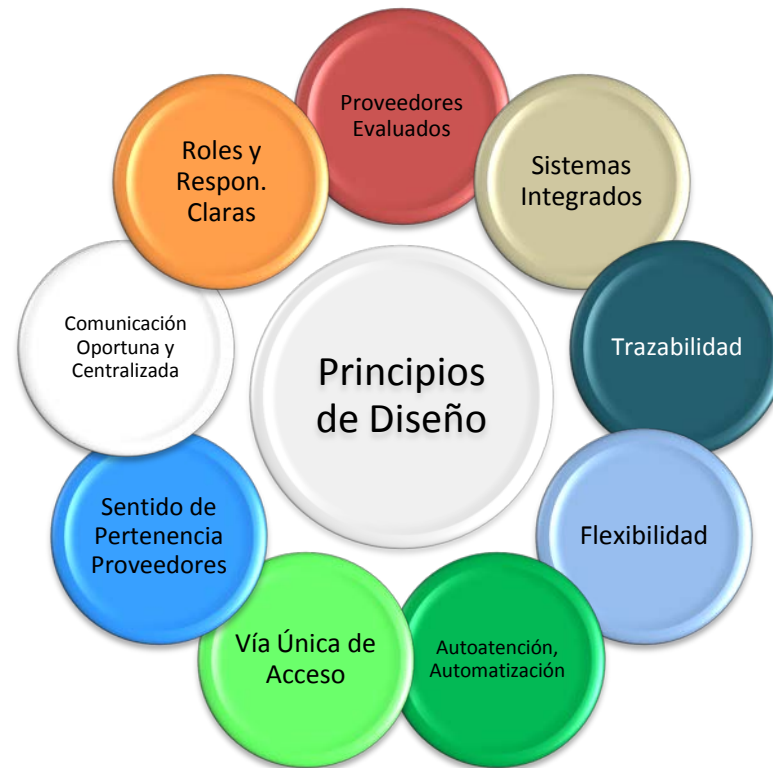 Proveedores
Evaluados
Sistemas
Integrados
Trazabilidad
Flexibilidad
Autoatención,
Automatización
Vía Única de
Acceso
Sentido de
Pertenencia
Proveedores
Comunicación
Oportuna y
Centralizada
Roles y
Respon.
Claras
Principios
de Diseño